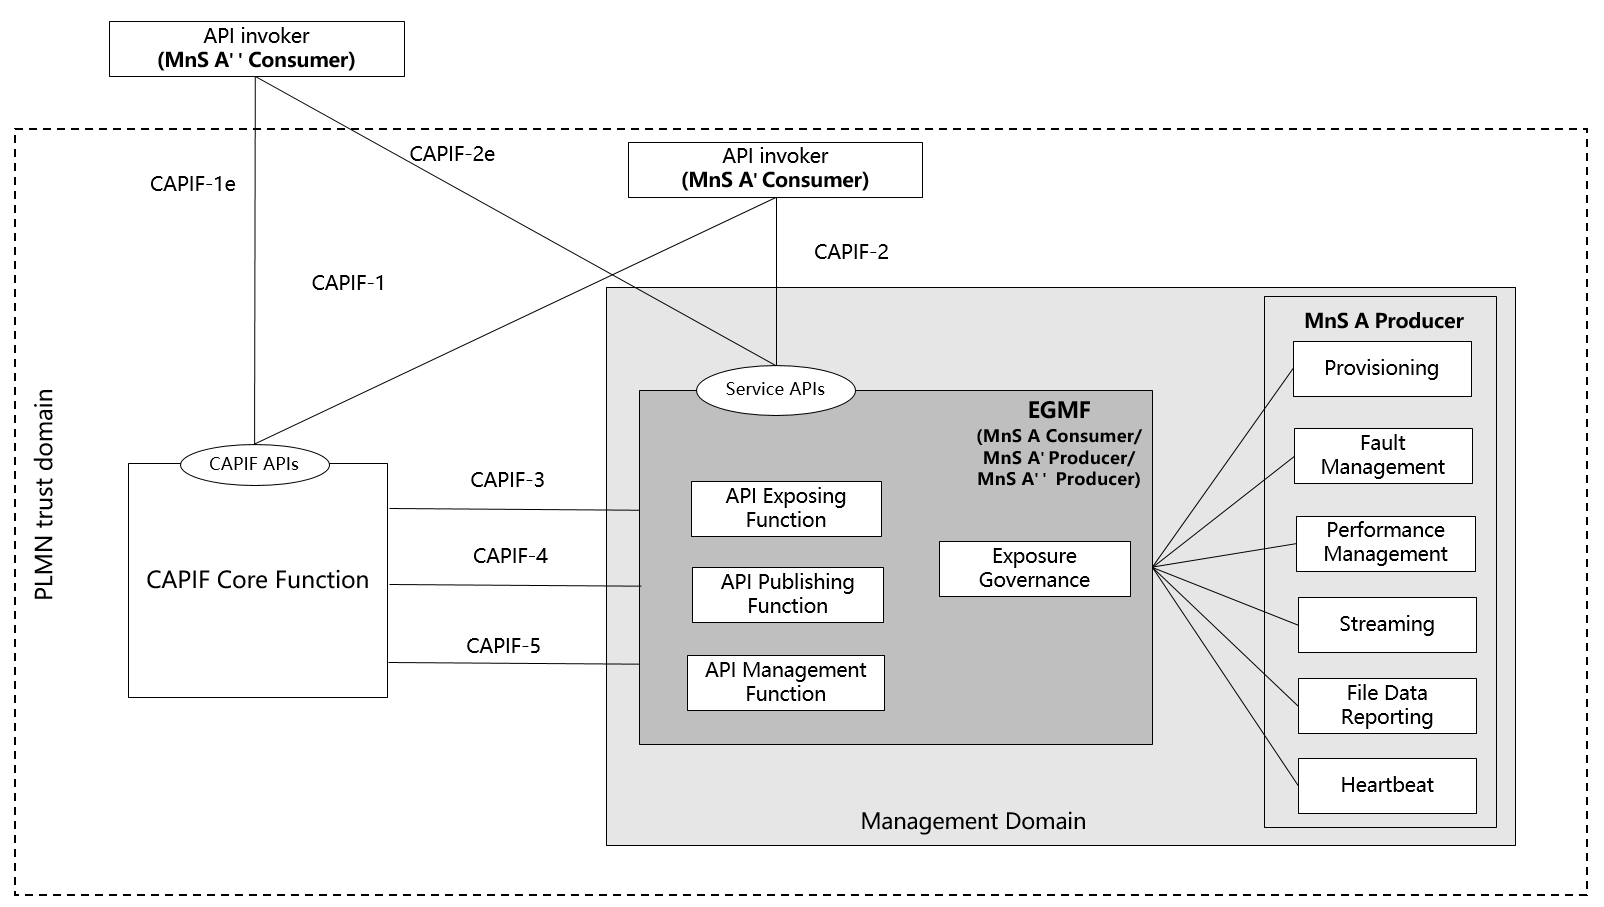 API invoker
(MnS A'' Consumer)
CAPIF-2e
CAPIF-1e
API invoker
(MnS A' Consumer)
CAPIF-2
CAPIF-1
PLMN trust domain
CAPIF APIs
CAPIF Core Function
CAPIF-3
CAPIF-4
CAPIF-5
Service APIs
EGMF
(MnS A Consumer/
MnS A' Producer/
MnS A'' Producer)
API Exposing
Function
API Publishing
Function
API Management
Function
Exposure
Governance
MnS A Producer
Provisioning
Fault
Management
Performance
Management
Streaming
File Data
Reporting
Heartbeat
Management Domain